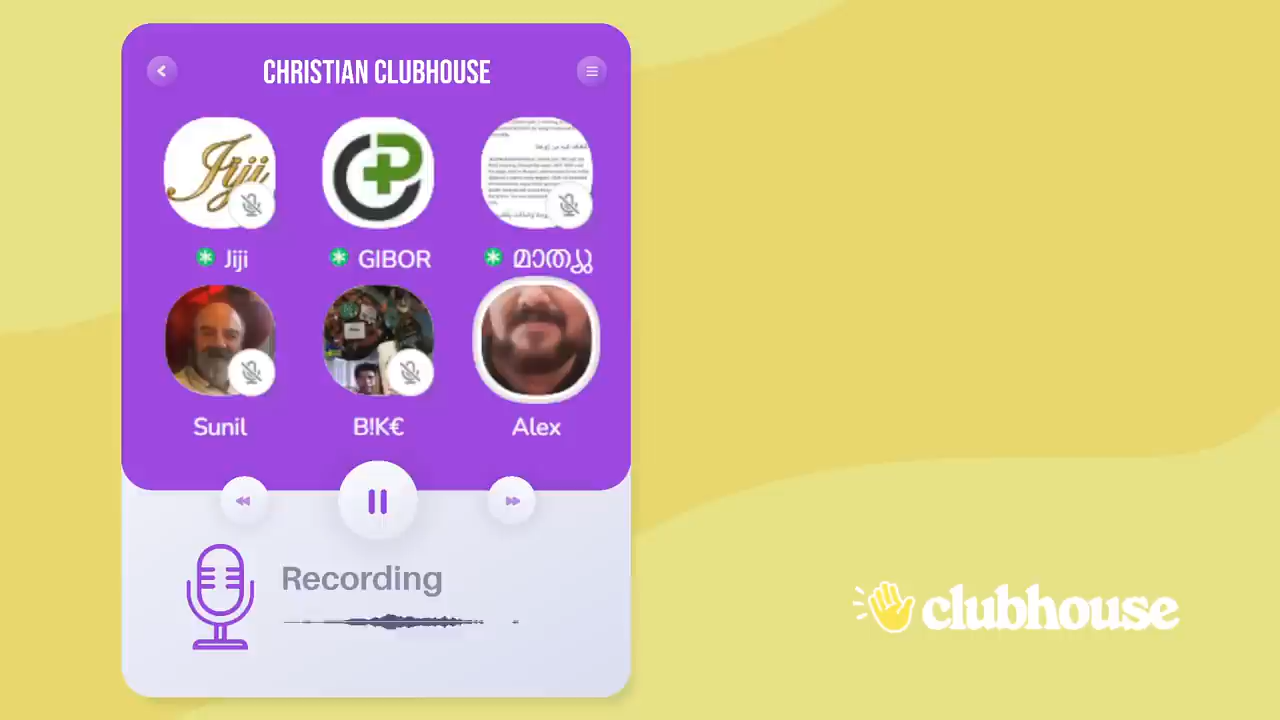 CHRISTIAN CLUBHOUSE
Jiji
Jiji
GIBOR
മാത്യു
Sunil
B!K€
Alex
Recording
clubhouse